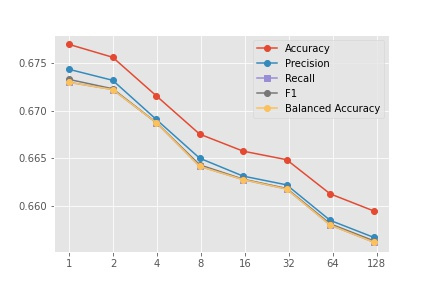 Accuracy
Precision
Recall
F1
Balanced Accuracy
0.675
0.670
0.665
0.660
1 2 4 8 16 32 64 128